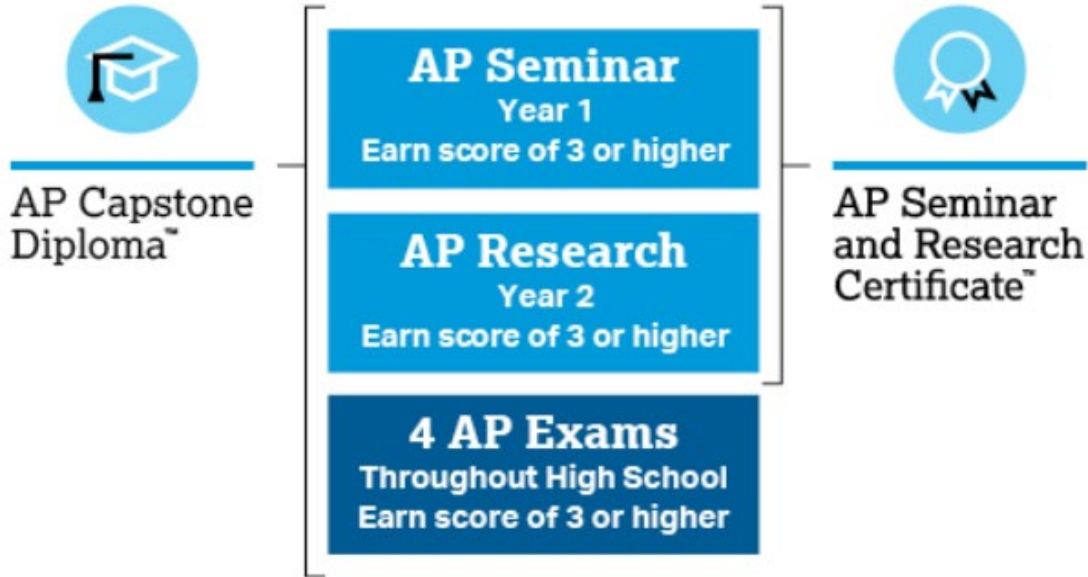 AP Capstone
Diploma™
AP Seminar
Year 1
Earn score of 3 or higher
AP Research
Year 2
Earn score of 3 or higher
4 AP Exams
Throughout High School
Earn score of 3 or higher
AP Seminar
and Research
Certificate™